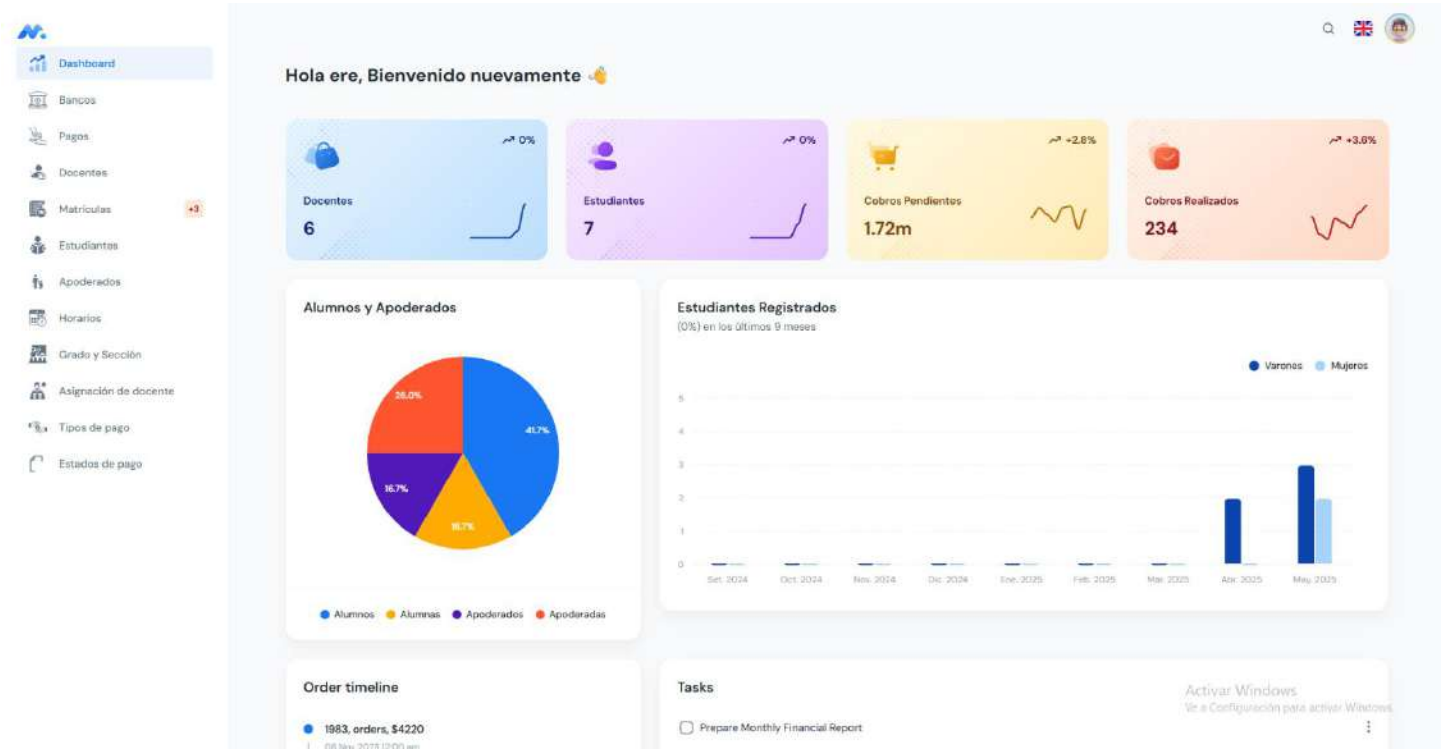 Dashboard
Bancos
Pagos
Docentes
Matrículas +3
Estudiantes
Apoderados
Horarios
Grado y Sección
Asignación de docente
Tipos de pago
Estados de pago
Hola ere, Bienvenido nuevamente 👋
0%
Docentes
6
0%
Estudiantes
7
+2.8%
Cobros Pendientes
1.72m
+3.6%
Cobros Realizados
234
Alumnos y Apoderados
41.7%
16.7%
16.7%
Alumnos Alumnas Apoderados Apoderadas
Estudiantes Registrados
(0%) en los últimos 9 meses
Varones Mujeres
5
4
3
2
1
0
Set. 2024 Oct. 2024 Nov. 2024 Dic. 2024 Ene. 2025 Feb. 2025 Mar. 2025 Abr. 2025 May. 2025
Order timeline
1983, orders, $4220
Tasks
Prepare Monthly Financial Report
Activar Windows
Ve a Configuración para activar Windows.